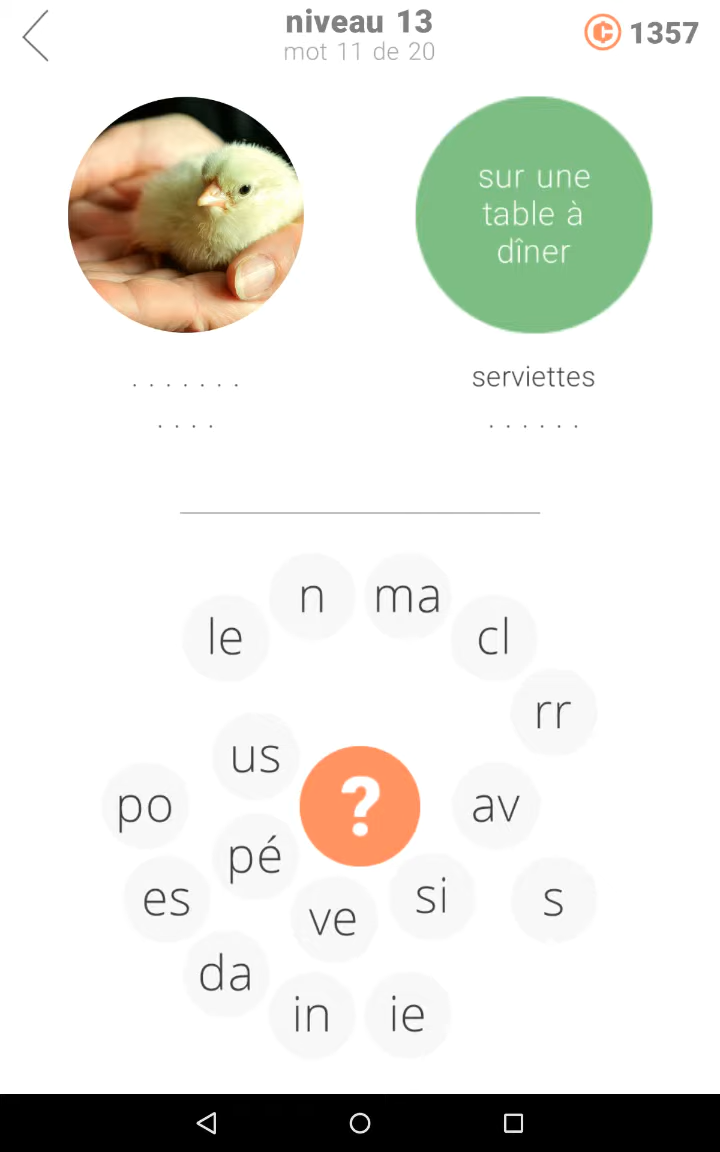 niveau 13
mot 11 de 20
1357
sur une
table à
dîner
. . . . . . .
serviettes
. . . .
. . . . . .
n
ma
le
cl
rr
us
po
av
?
pé
es
ve
si
s
da
in
ie